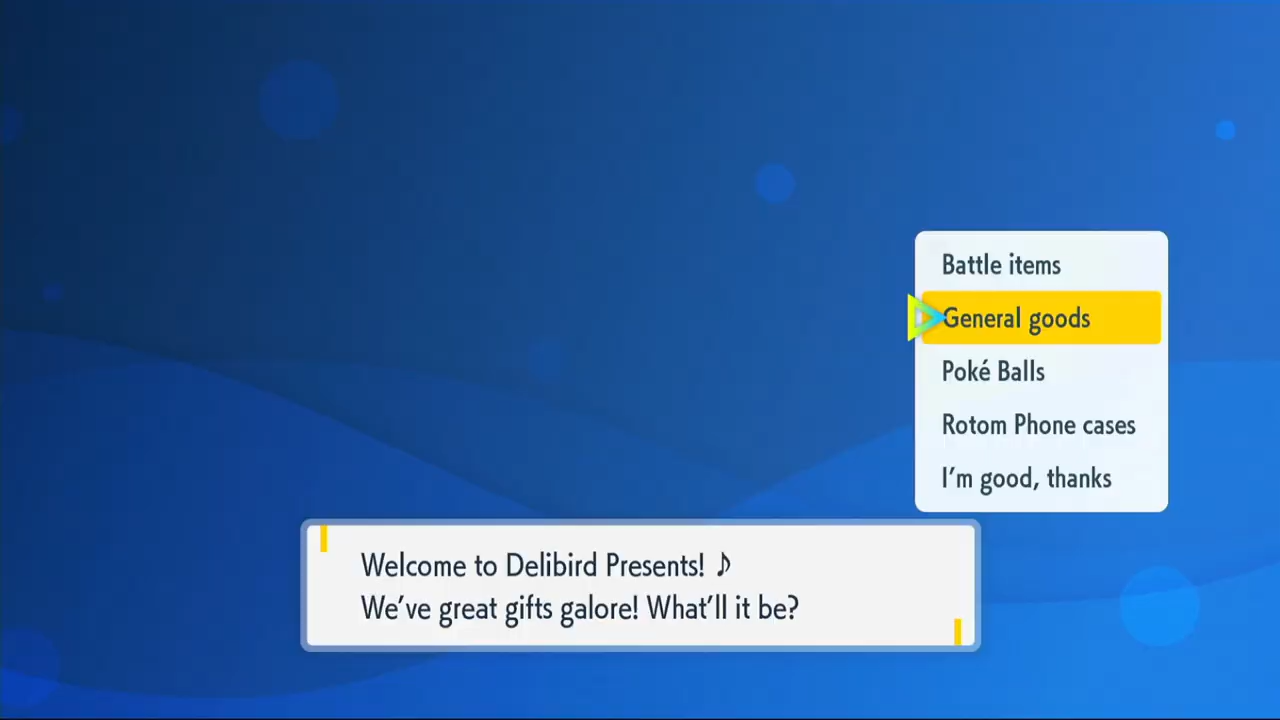 Battle items
General goods
Poké Balls
Rotom Phone cases
I'm good, thanks
Welcome to Delibird Presents! ♪
We've great gifts galore! What'll it be?